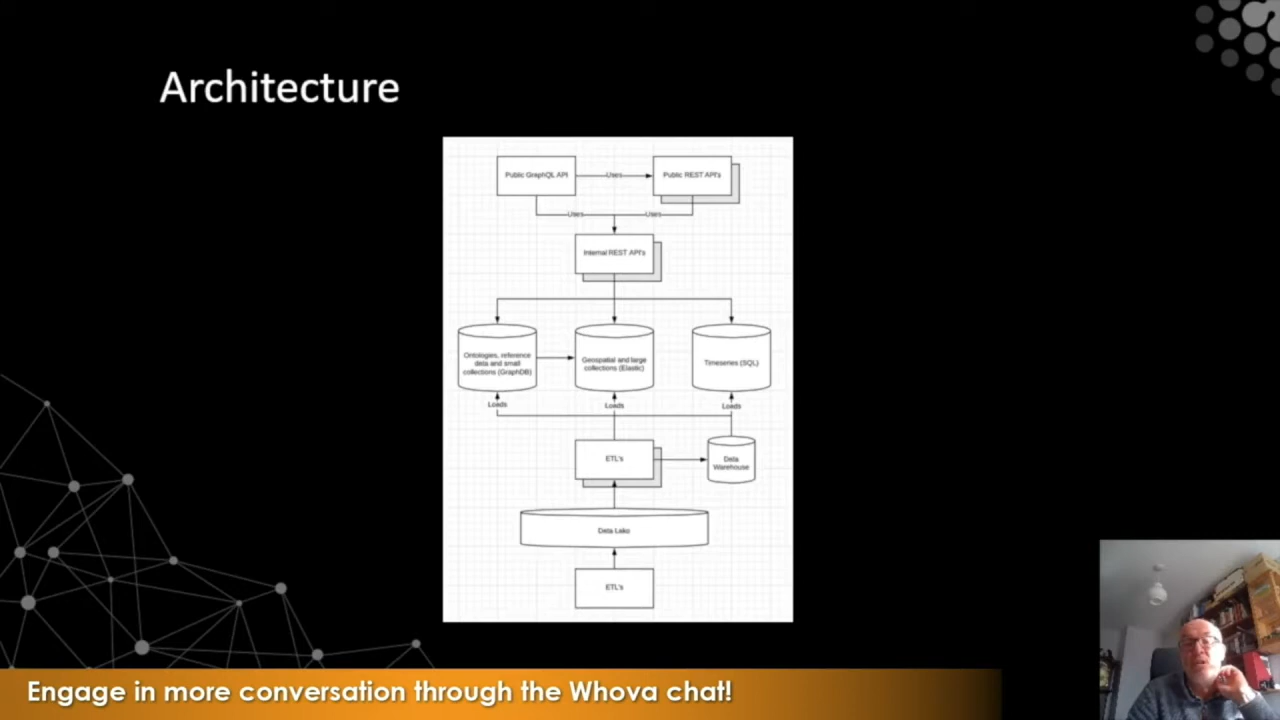 Architecture
Public GraphQL API
Uses
Public REST API's
Uses
Uses
Internal REST API's
Ontologies, reference
data and small
collections (GraphDB)
Geospatial and large
collections (Elastic)
Timeseries (SQL)
Loads
Loads
Loads
ETL's
Data
Warehouse
Data Lake
ETL's
Engage in more conversation through the Whova chat!